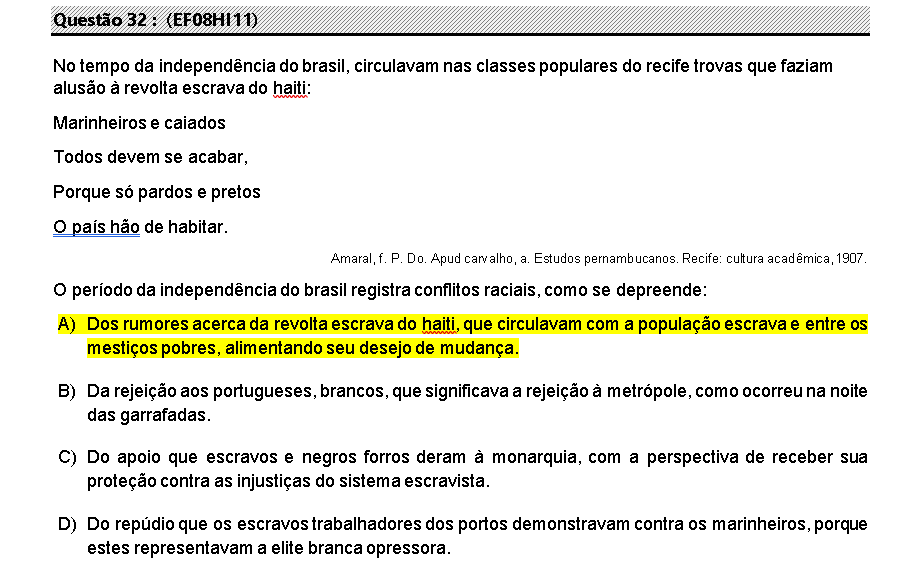 Questão 32 : (EF08HI11)
No tempo da independência do brasil, circulavam nas classes populares do recife trovas que faziam
alusão à revolta escrava do haiti:
Marinheiros e caiados
Todos devem se acabar,
Porque só pardos e pretos
O país hão de habitar.
Amaral, f. P. Do. Apud carvalho, a. Estudos pernambucanos. Recife: cultura acadêmica, 1907.
O período da independência do brasil registra conflitos raciais, como se depreende:
A) Dos rumores acerca da revolta escrava do haiti, que circulavam com a população escrava e entre os
mestiços pobres, alimentando seu desejo de mudança.
B) Da rejeição aos portugueses, brancos, que significava a rejeição à metrópole, como ocorreu na noite
das garrafadas.
C) Do apoio que escravos e negros forros deram à monarquia, com a perspectiva de receber sua
proteção contra as injustiças do sistema escravista.
D) Do repúdio que os escravos trabalhadores dos portos demonstravam contra os marinheiros, porque
estes representavam a elite branca opressora.